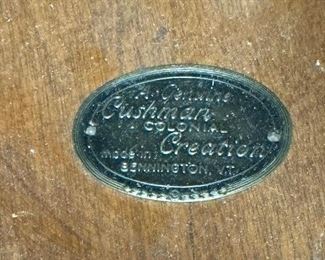 A Genuine
Cushman
COLONIAL
Creation
made in
BENNINGTON, VT.